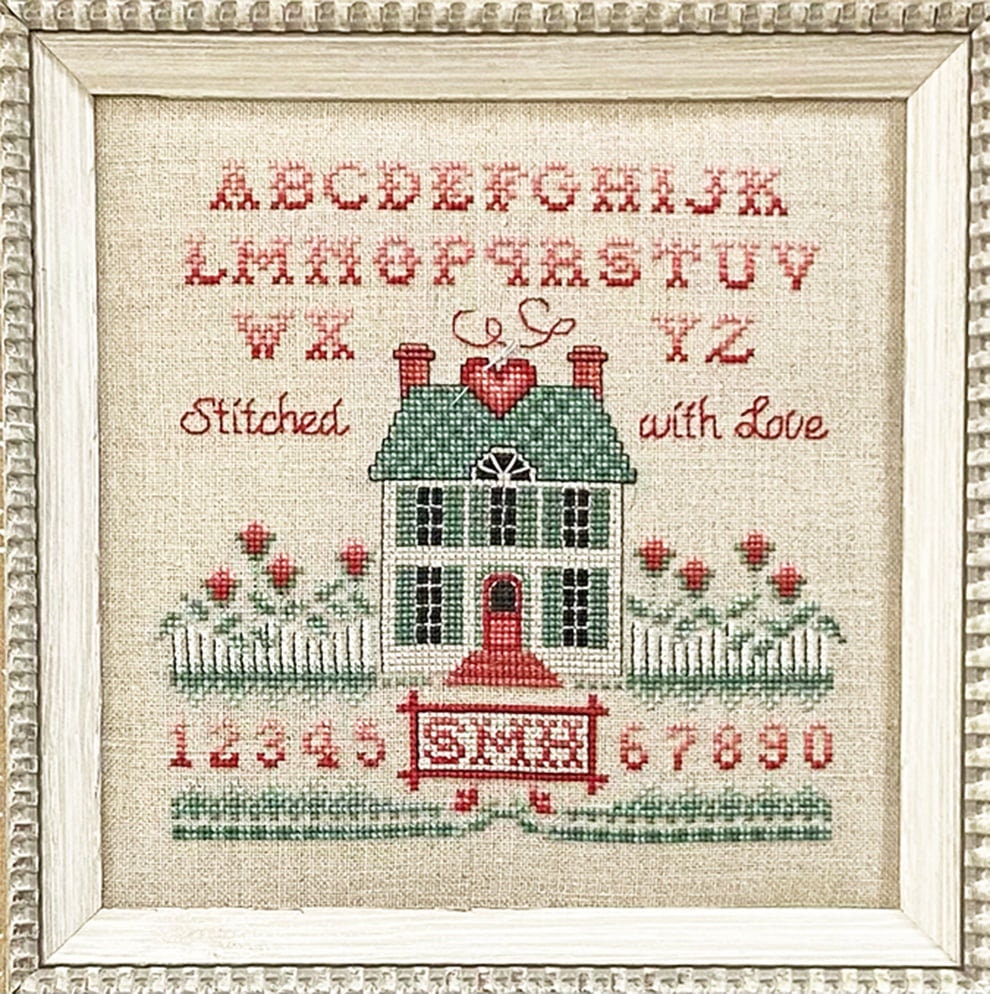 ABCDEFGHIJK
LMNOPQRSTUV
WX YZ
Stitched with Love
12345 SMH 67890